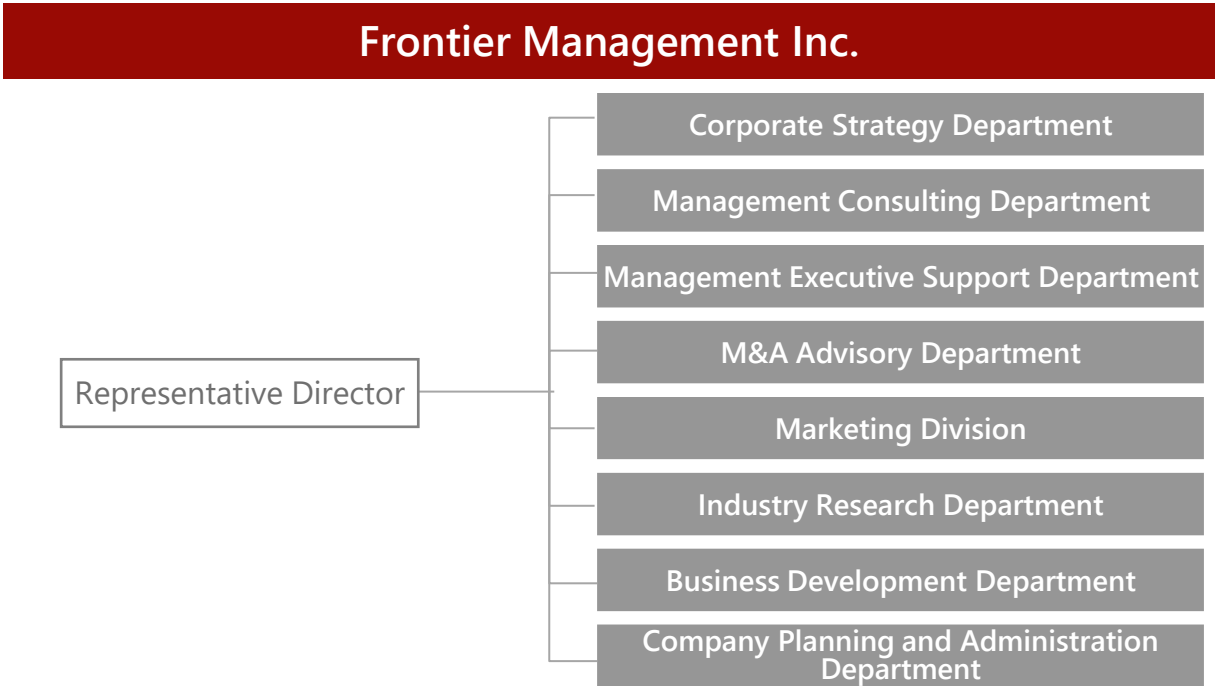 Frontier Management Inc.
Corporate Strategy Department
Management Consulting Department
Management Executive Support Department
M&A Advisory Department
Representative Director
Marketing Division
Industry Research Department
Business Development Department
Company Planning and Administration
Department